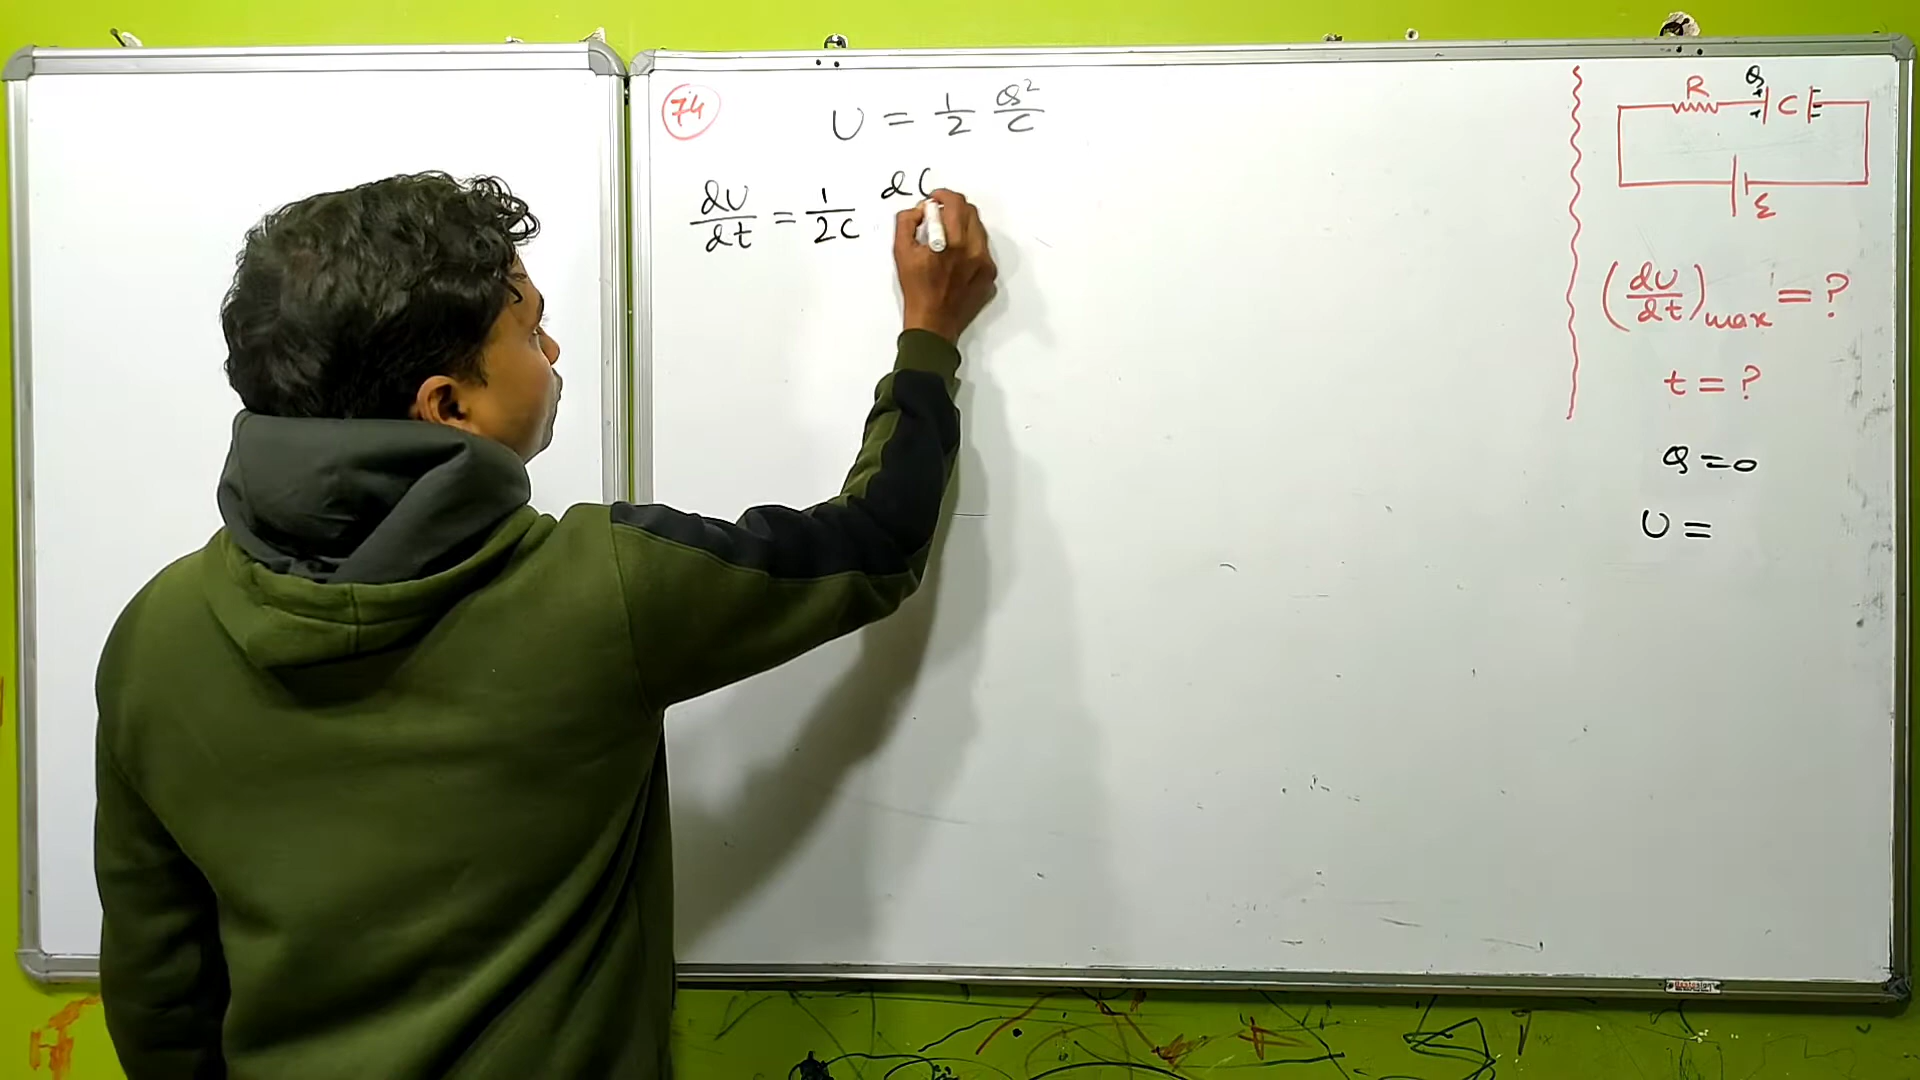 74
U = 1/2 Q²/C
dU/dt = 1/2C d(
R
Q
+ +
C
ε
(dU/dt)max = ?
t = ?
Q = 0
U =